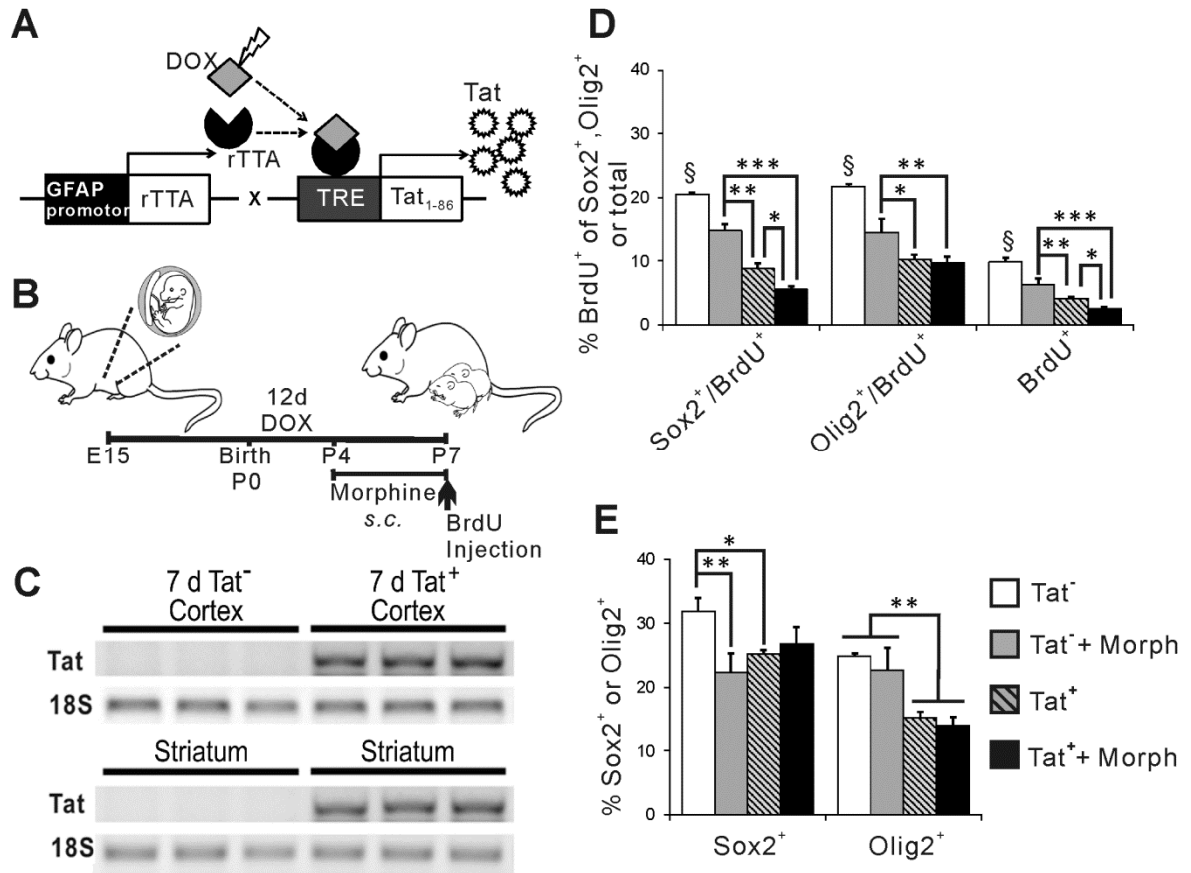 A
DOX
rTTA
Tat
GFAP
promotor
rTTA
x
TRE
Tat1-86
B
12d
DOX
E15
Birth
P0
P4
P7
Morphine
s.c.
BrdU
Injection
C
7 d Tat-
Cortex
7 d Tat+
Cortex
Tat
18S
Striatum
Striatum
Tat
18S
D
% BrdU+ of Sox2+, Olig2+
or total
40
30
20
10
0
§
**
***
*
§
*
**
§
**
***
*
Sox2+/BrdU+
Olig2+/BrdU+
BrdU+
E
% Sox2+ or Olig2+
40
30
20
10
0
*
**
**
Sox2+
Olig2+
Tat-
Tat- + Morph
Tat+
Tat+ + Morph